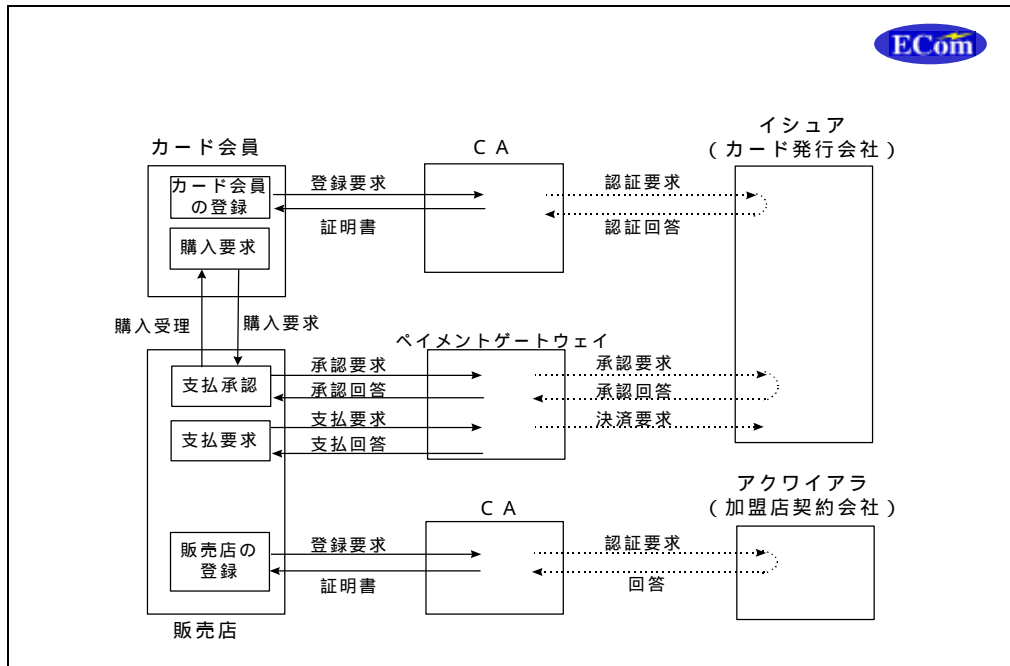 ECom
イシュア
（カード発行会社）
カード会員
ＣＡ
カード会員
の登録
登録要求
証明書
認証要求
認証回答
購入要求
購入受理
購入要求
ペイメントゲートウェイ
支払承認
承認要求
承認回答
承認要求
承認回答
支払要求
支払要求
支払回答
決済要求
アクワイアラ
（加盟店契約会社）
ＣＡ
販売店の
登録
登録要求
証明書
認証要求
回答
販売店